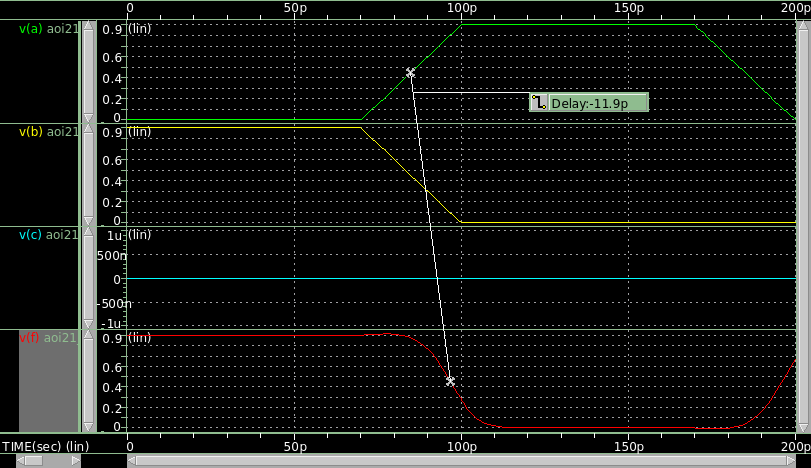 0 50p 100p 150p 200p
v(a) aoi21 0.9 (lin)
0.6
0.4
Delay:-11.9p
0.2
0
v(b) aoi21 0.9 (lin)
0.6
0.4
0.2
0
v(c) aoi21 1u (lin)
500n
0
-500n
-1u
v(f) aoi21 0.9 (lin)
0.6
0.4
0.2
0
TIME(sec) (lin) 0 50p 100p 150p 200p